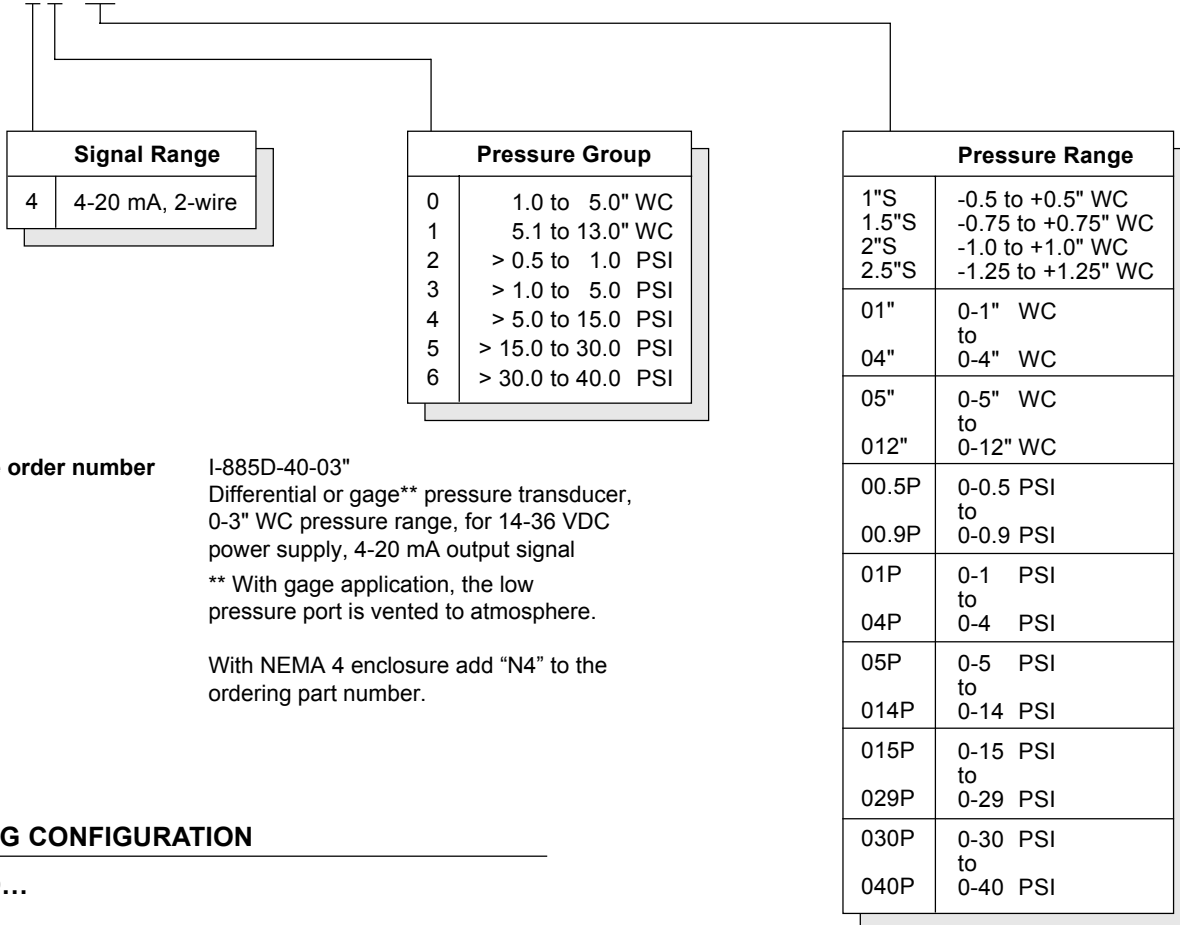 Signal Range
4 4-20 mA, 2-wire
Pressure Group
0 1.0 to 5.0" WC
1 5.1 to 13.0" WC
2 > 0.5 to 1.0 PSI
3 > 1.0 to 5.0 PSI
4 > 5.0 to 15.0 PSI
5 > 15.0 to 30.0 PSI
6 > 30.0 to 40.0 PSI
Pressure Range
1"S -0.5 to +0.5" WC
1.5"S -0.75 to +0.75" WC
2"S -1.0 to +1.0" WC
2.5"S -1.25 to +1.25" WC
01" 0-1" WC
to
04" 0-4" WC
05" 0-5" WC
to
012" 0-12" WC
00.5P 0-0.5 PSI
to
00.9P 0-0.9 PSI
01P 0-1 PSI
to
04P 0-4 PSI
05P 0-5 PSI
to
014P 0-14 PSI
015P 0-15 PSI
to
029P 0-29 PSI
030P 0-30 PSI
to
040P 0-40 PSI
order number I-885D-40-03"
Differential or gage** pressure transducer,
0-3" WC pressure range, for 14-36 VDC
power supply, 4-20 mA output signal
** With gage application, the low
pressure port is vented to atmosphere.
With NEMA 4 enclosure add “N4” to the
ordering part number.
G CONFIGURATION
...